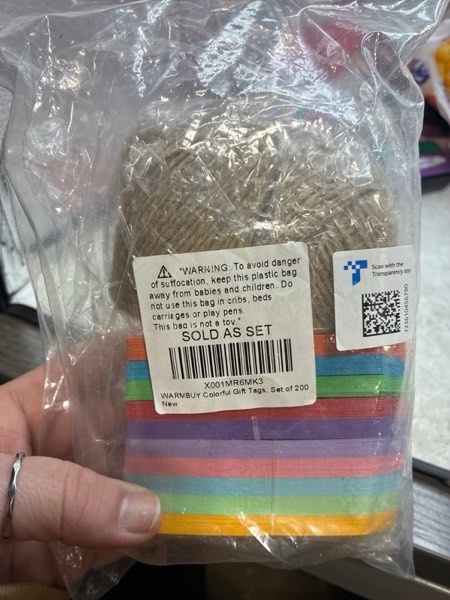 "WARNING: To avoid danger
of suffocation, keep this plastic bag
away from babies and children. Do
not use this bag in cribs, beds
carriages or play pens.
This bag is not a toy."
SOLD AS SET
X001MR6MK3
WARMBUY Colorful Gift Tags, Set of 200
New
Scan with the
Transparency app